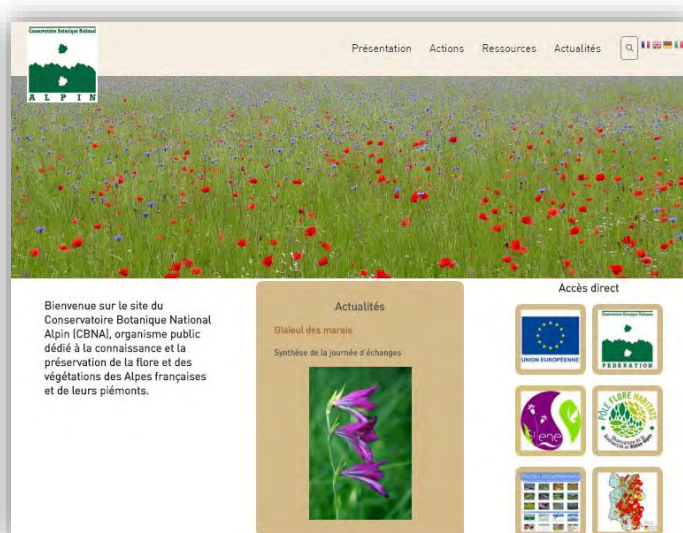 Conservatoire Botanique National
ALPIN
Présentation Actions Ressources Actualités
Bienvenue sur le site du
Conservatoire Botanique National
Alpin (CBNA), organisme public
dédié à la connaissance et la
préservation de la flore et des
végétations des Alpes françaises
et de leurs piémonts.
Actualités
Glaïeul des marais
Synthèse de la journée d'échanges
Accès direct
UNION EUROPÉENNE
FEDERATION
PÔLE FLORE HABITATS